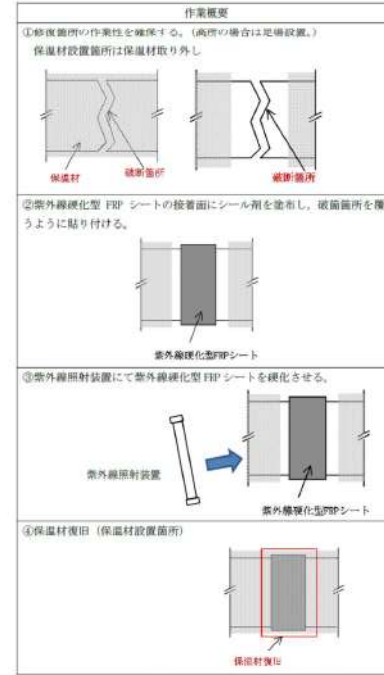 作業概要
①修復箇所の作業性を確保する。(高所の場合は足場設置。)
保温材設置箇所は保温材取り外し
保温材
破断箇所
破断箇所
②紫外線硬化型 FRP シートの接着面にシール剤を塗布し、破箇箇所を覆
うように貼り付ける。
紫外線硬化型FRPシート
③紫外線照射装置にて紫外線硬化型 FRP シートを硬化させる。
紫外線照射装置
紫外線硬化型FRPシート
④保温材復旧 (保温材設置箇所)
保温材復旧